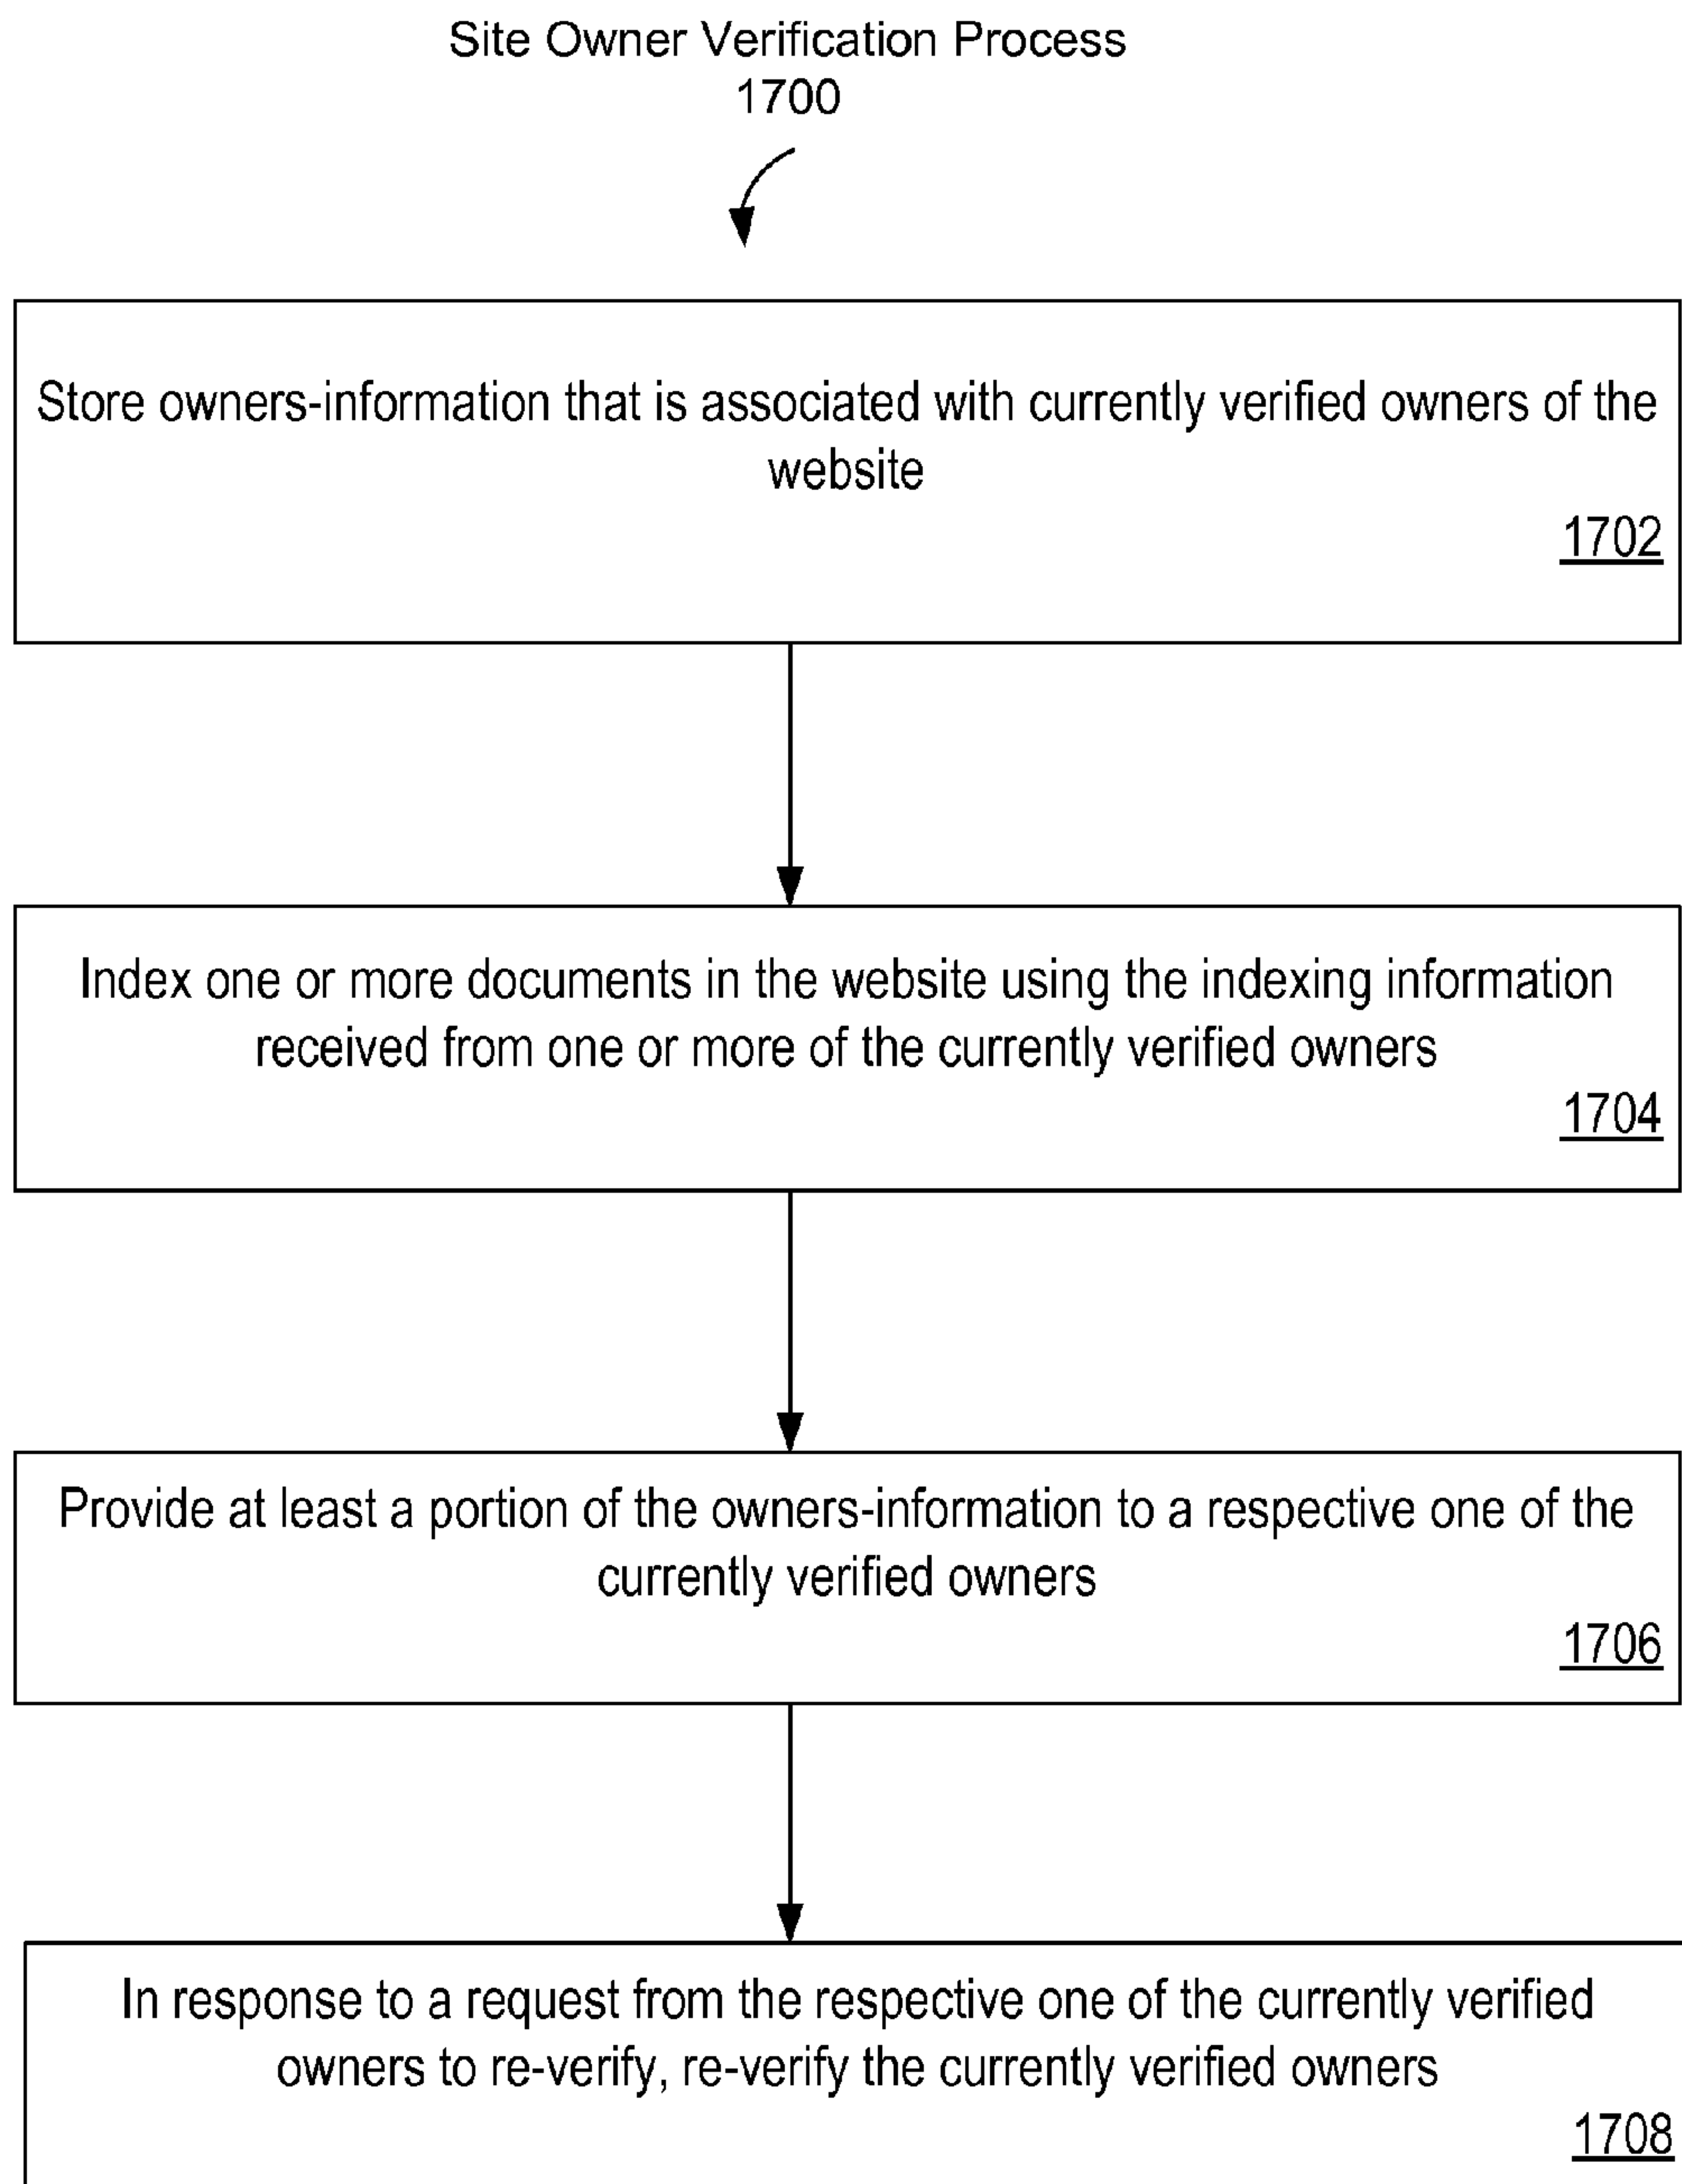 Site Owner Verification Process
1700
Store owners-information that is associated with currently verified owners of the
website
1702
Index one or more documents in the website using the indexing information
received from one or more of the currently verified owners
1704
Provide at least a portion of the owners-information to a respective one of the
currently verified owners
1706
In response to a request from the respective one of the currently verified
owners to re-verify, re-verify the currently verified owners
1708